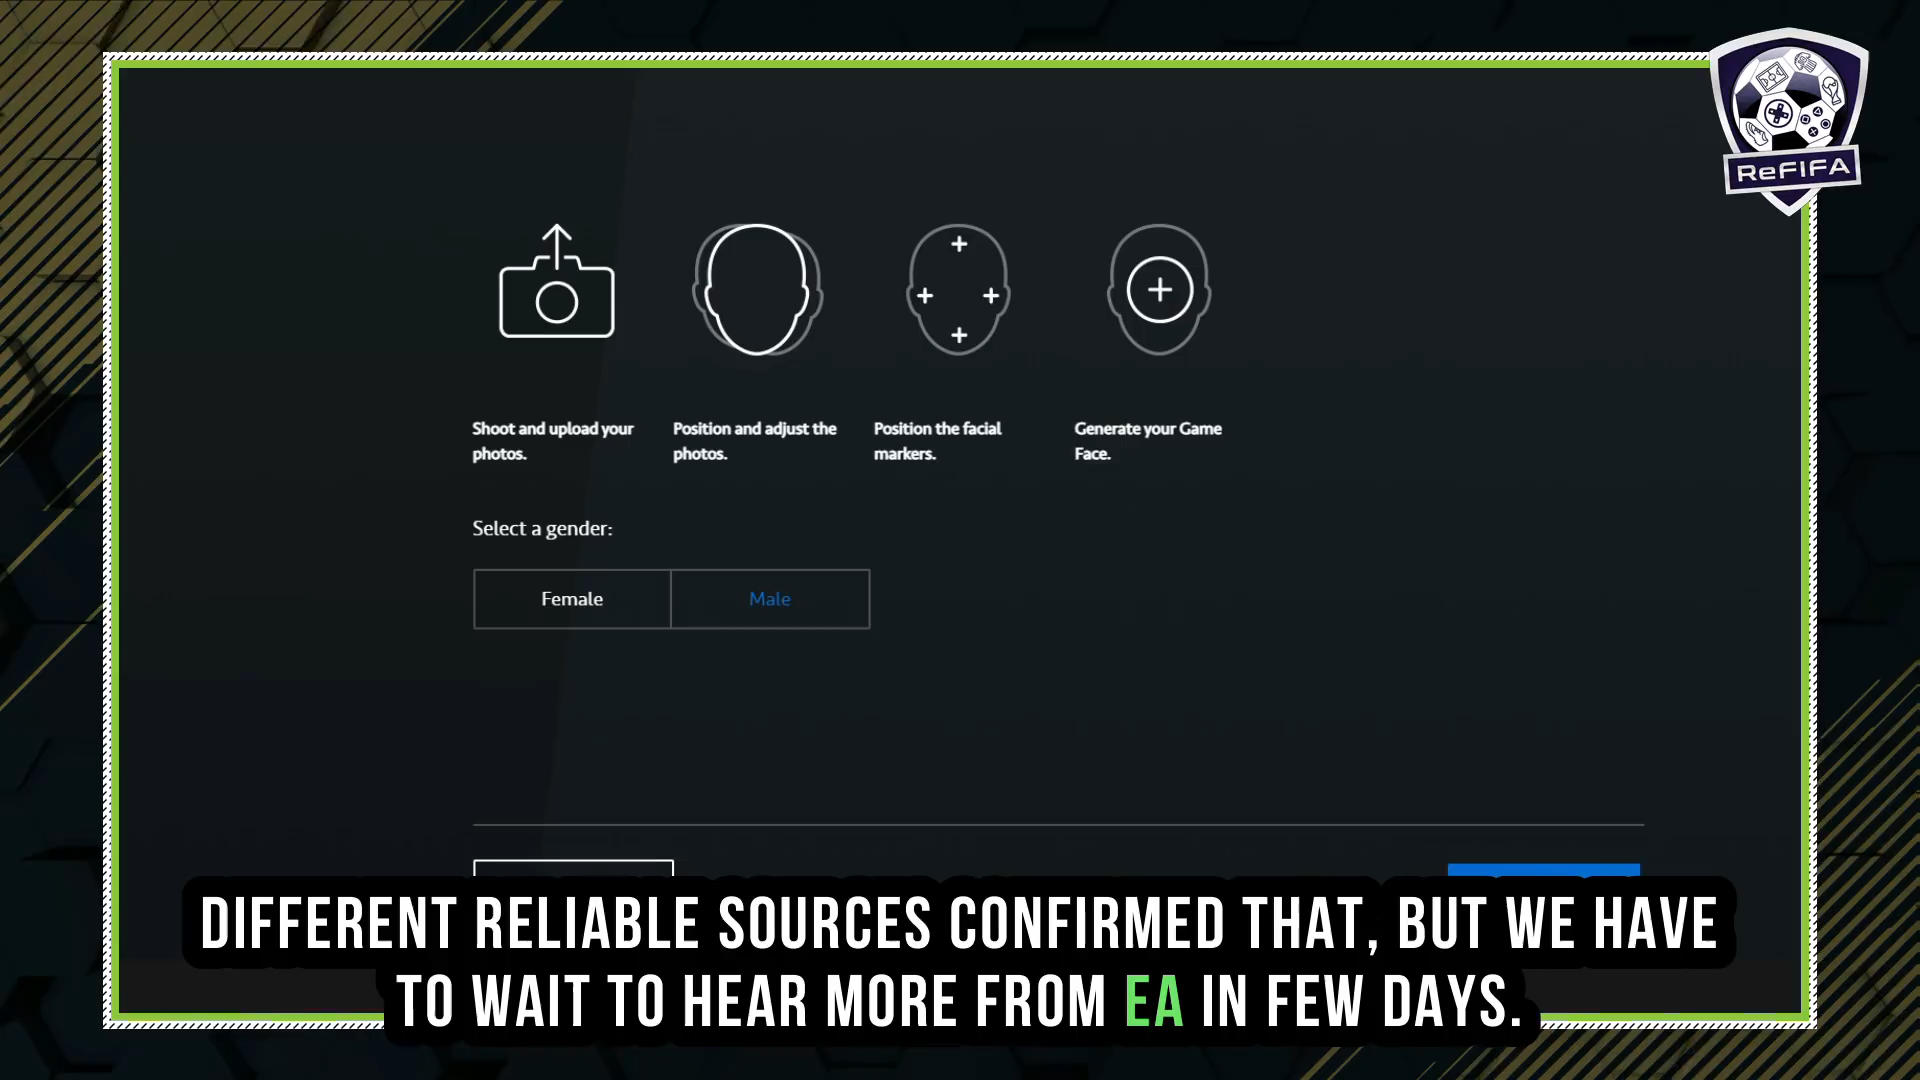 ReFIFA
Shoot and upload your
photos.
Position and adjust the
photos.
Position the facial
markers.
Generate your Game
Face.
Select a gender:
Female
Male
DIFFERENT RELIABLE SOURCES CONFIRMED THAT, BUT WE HAVE
TO WAIT TO HEAR MORE FROM EA IN FEW DAYS.